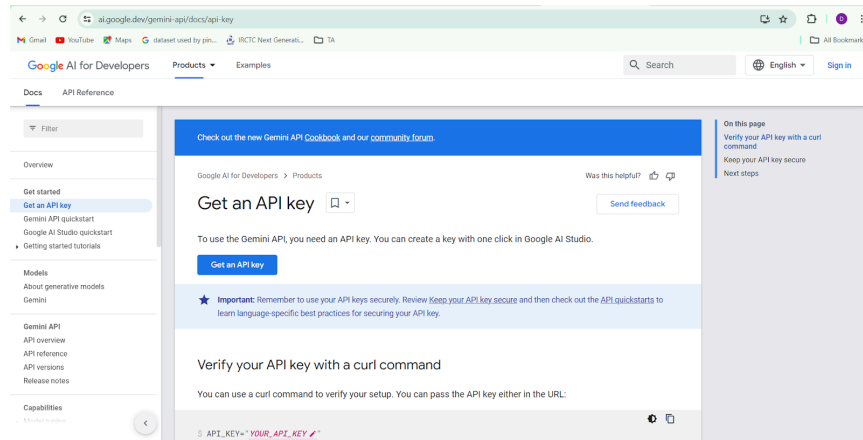 ai.google.dev/gemini-api/docs/api-key
D
Gmail YouTube Maps G dataset used by pin... IRCTC Next Generati... TA All Bookmark
Google AI for Developers Products Examples Search English Sign in
Docs API Reference
Filter
Overview
Get started
Get an API key
Gemini API quickstart
Google AI Studio quickstart
Getting started tutorials
Models
About generative models
Gemini
Gemini API
API overview
API reference
API versions
Release notes
Capabilities
Check out the new Gemini API Cookbook and our community forum.
Google AI for Developers > Products
Was this helpful?
Get an API key
Send feedback
To use the Gemini API, you need an API key. You can create a key with one click in Google AI Studio.
Get an API key
Important: Remember to use your API keys securely. Review Keep your API key secure and then check out the API quickstarts to
learn language-specific best practices for securing your API key.
Verify your API key with a curl command
You can use a curl command to verify your setup. You can pass the API key either in the URL:
$ API_KEY="YOUR_API_KEY"
On this page
Verify your API key with a curl
command
Keep your API key secure
Next steps